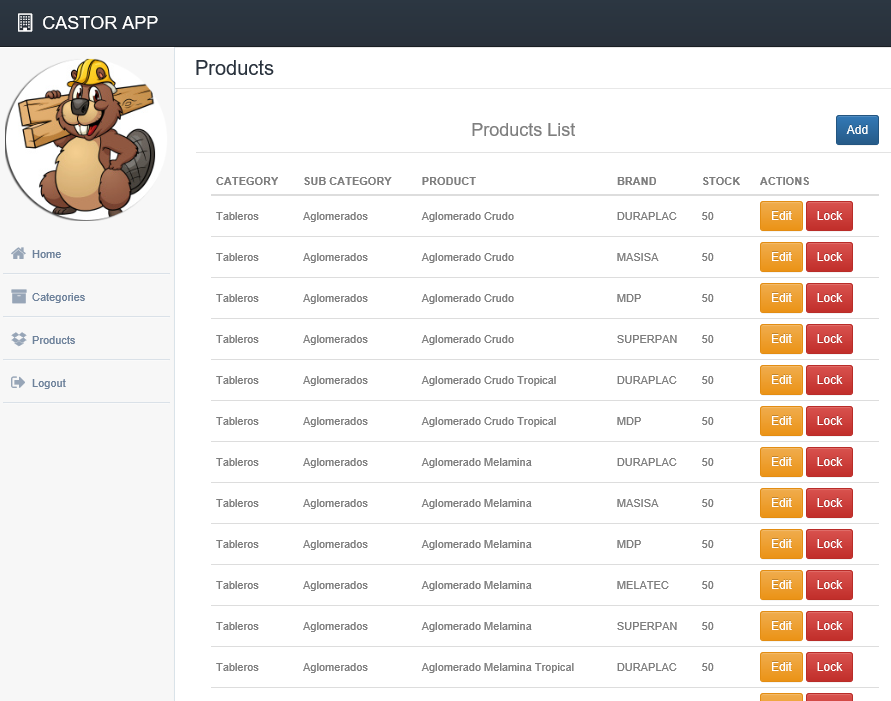 CASTOR APP
Products
Home
Categories
Products
Logout
Products List
Add
CATEGORY SUB CATEGORY PRODUCT BRAND STOCK ACTIONS
Tableros Aglomerados Aglomerado Crudo DURAPLAC 50 Edit Lock
Tableros Aglomerados Aglomerado Crudo MASISA 50 Edit Lock
Tableros Aglomerados Aglomerado Crudo MDP 50 Edit Lock
Tableros Aglomerados Aglomerado Crudo SUPERPAN 50 Edit Lock
Tableros Aglomerados Aglomerado Crudo Tropical DURAPLAC 50 Edit Lock
Tableros Aglomerados Aglomerado Crudo Tropical MDP 50 Edit Lock
Tableros Aglomerados Aglomerado Melamina DURAPLAC 50 Edit Lock
Tableros Aglomerados Aglomerado Melamina MASISA 50 Edit Lock
Tableros Aglomerados Aglomerado Melamina MDP 50 Edit Lock
Tableros Aglomerados Aglomerado Melamina MELATEC 50 Edit Lock
Tableros Aglomerados Aglomerado Melamina SUPERPAN 50 Edit Lock
Tableros Aglomerados Aglomerado Melamina Tropical DURAPLAC 50 Edit Lock